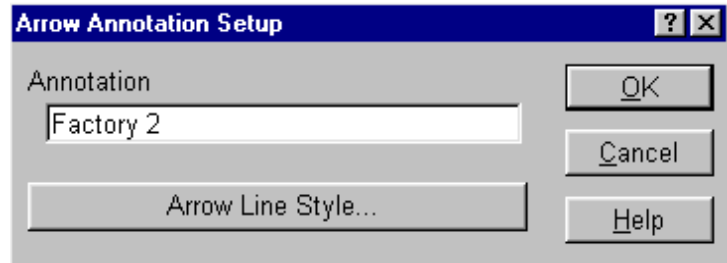 Arrow Annotation Setup
Annotation
OK
Factory 2
Cancel
Arrow Line Style...
Help